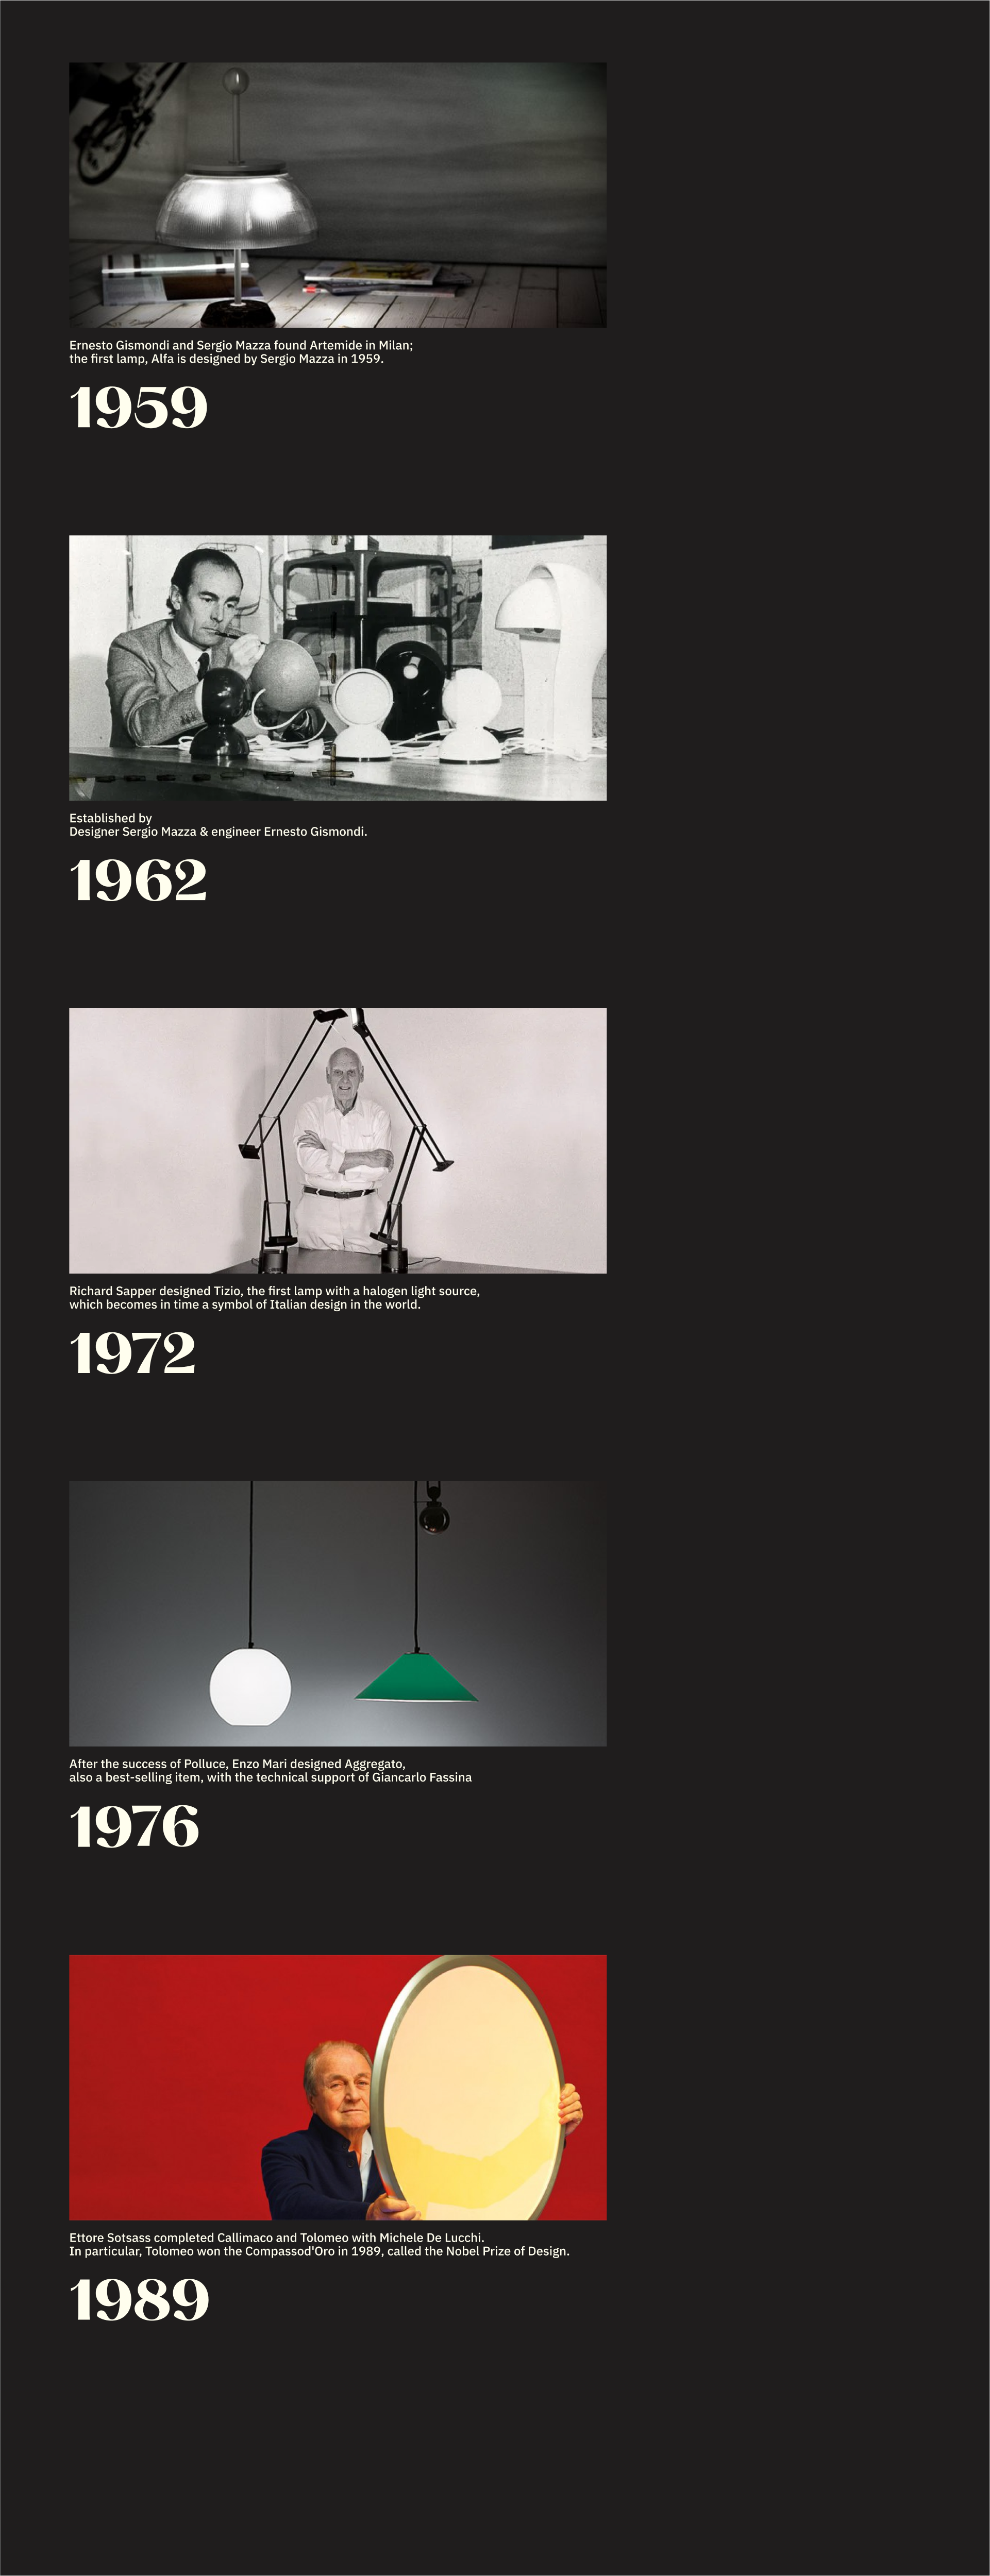 Ernesto Gismondi and Sergio Mazza found Artemide in Milan;
the first lamp, Alfa is designed by Sergio Mazza in 1959.
1959
Established by
Designer Sergio Mazza & engineer Ernesto Gismondi.
1962
Richard Sapper designed Tizio, the first lamp with a halogen light source,
which becomes in time a symbol of Italian design in the world.
1972
After the success of Polluce, Enzo Mari designed Aggregato,
also a best-selling item, with the technical support of Giancarlo Fassina
1976
Ettore Sotsass completed Callimaco and Tolomeo with Michele De Lucchi.
In particular, Tolomeo won the Compassod'Oro in 1989, called the Nobel Prize of Design.
1989